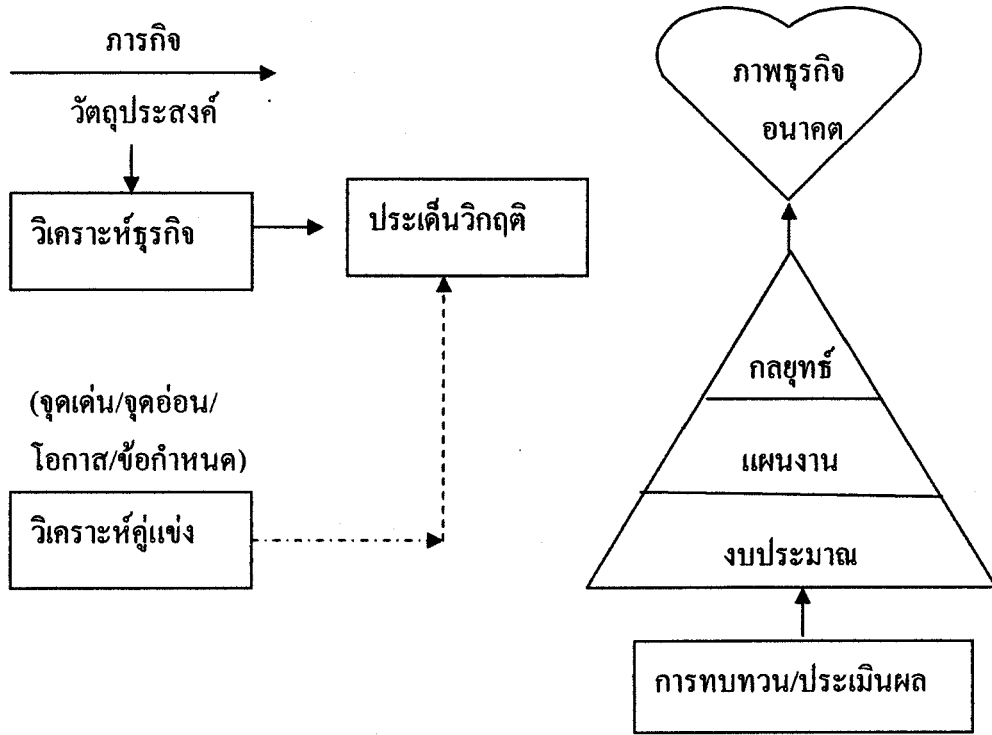 ภารกิจ
วัตถุประสงค์
วิเคราะห์ธุรกิจ
ประเด็นวิกฤติ
(จุดเด่น/จุดอ่อน/
โอกาส/ข้อกำหนด)
วิเคราะห์คู่แข่ง
ภาพธุรกิจ
อนาคต
กลยุทธ์
แผนงาน
งบประมาณ
การทบทวน/ประเมินผล